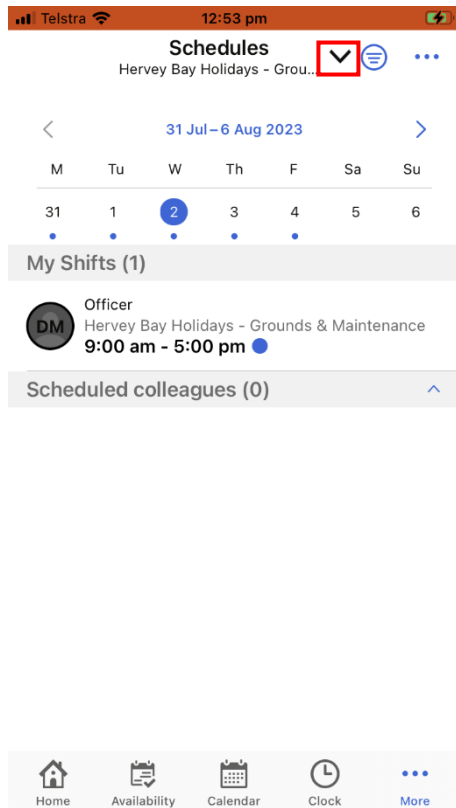 Telstra 12:53 pm
Schedules
Hervey Bay Holidays - Grou...
31 Jul – 6 Aug 2023
M Tu W Th F Sa Su
31 1 2 3 4 5 6
My Shifts (1)
Officer
DM Hervey Bay Holidays - Grounds & Maintenance
9:00 am - 5:00 pm
Scheduled colleagues (0)
Home Availability Calendar Clock More